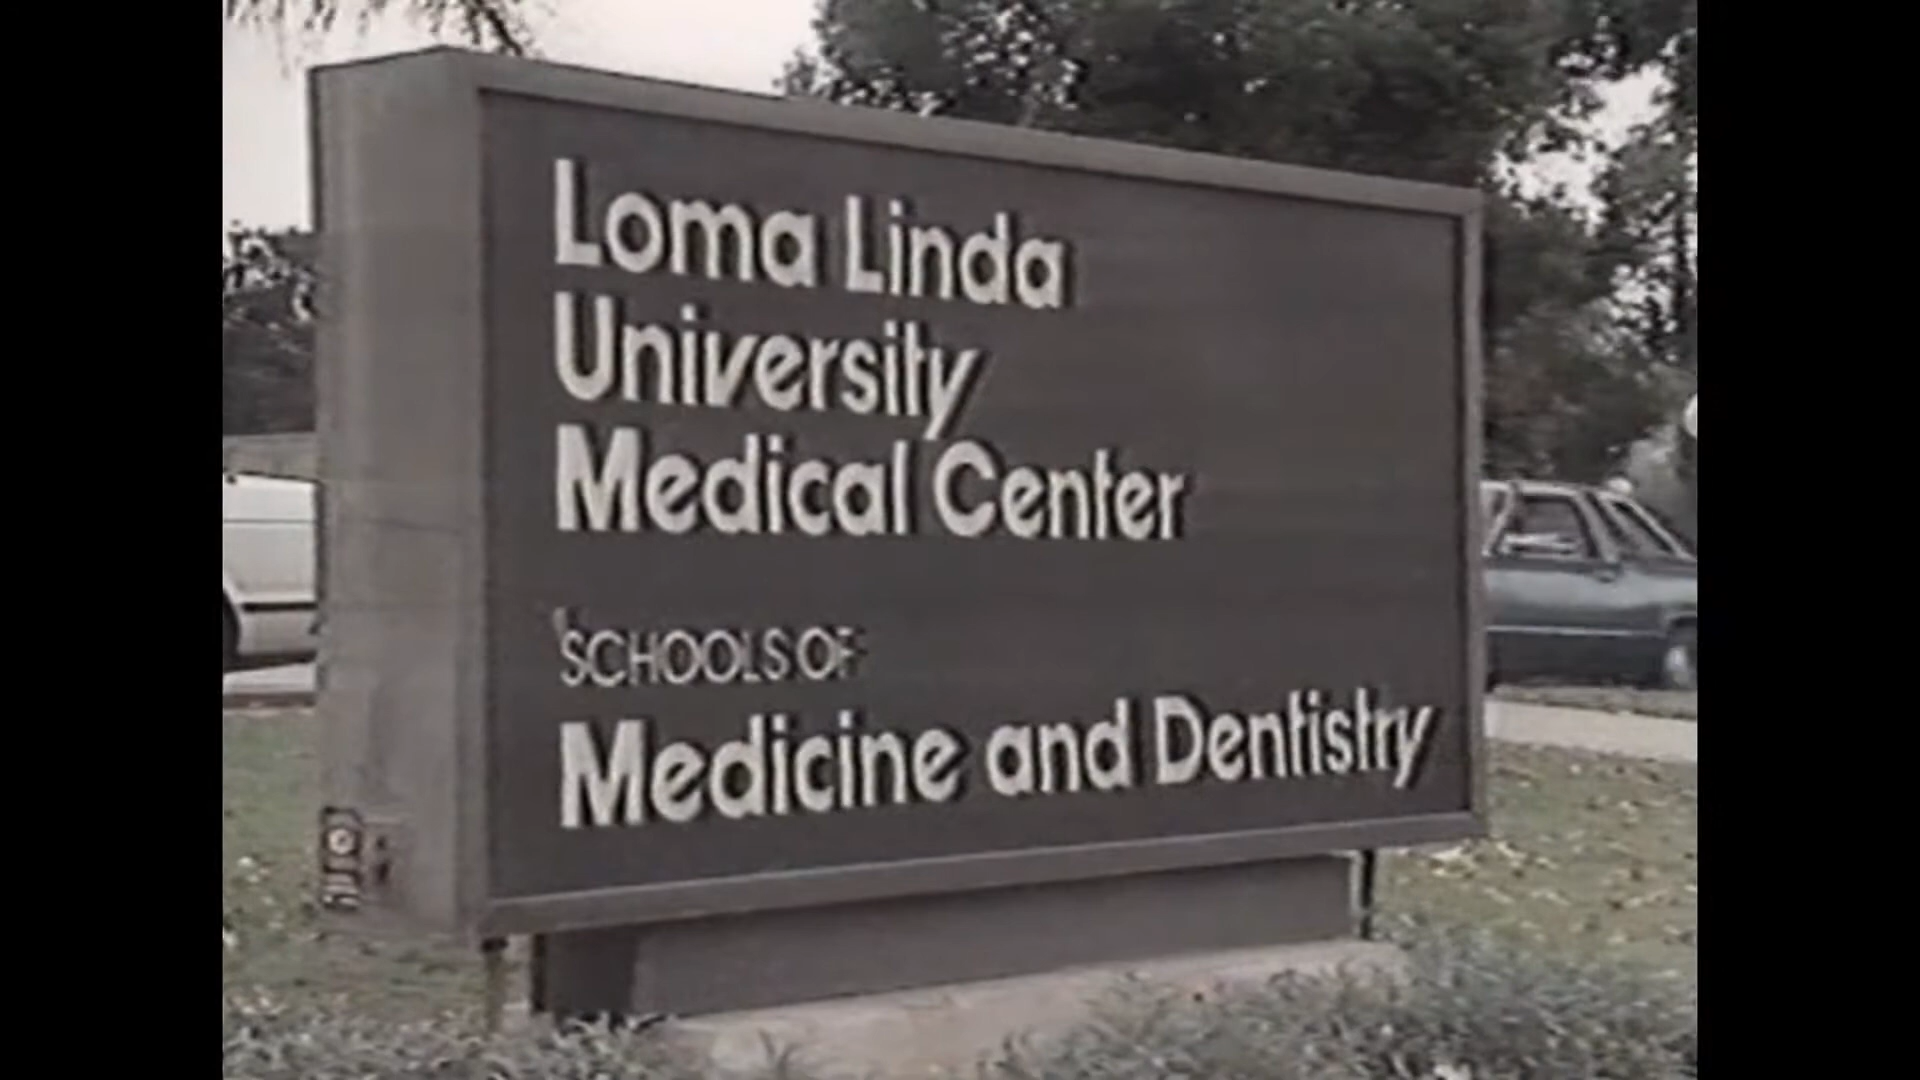 Loma Linda
University
Medical Center
SCHOOLS OF
Medicine and Dentistry